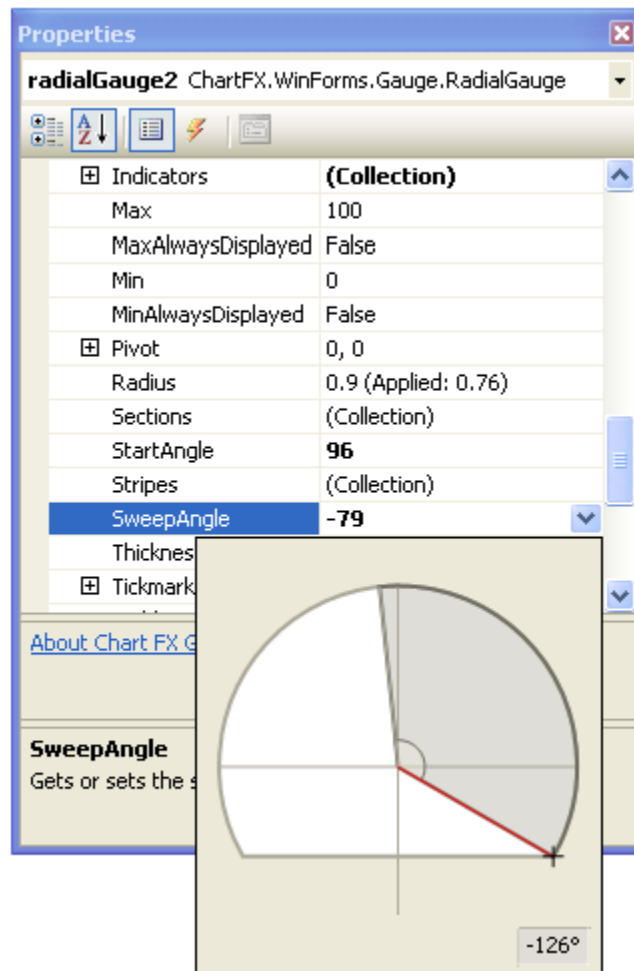 Properties
radialGauge2 ChartFX.WinForms.Gauge.RadialGauge
Indicators (Collection)
Max 100
MaxAlwaysDisplayed False
Min 0
MinAlwaysDisplayed False
Pivot 0, 0
Radius 0.9 (Applied: 0.76)
Sections (Collection)
StartAngle 96
Stripes (Collection)
SweepAngle -79
Thicknes
Tickmark
About Chart FX G
SweepAngle
Gets or sets the s
-126°